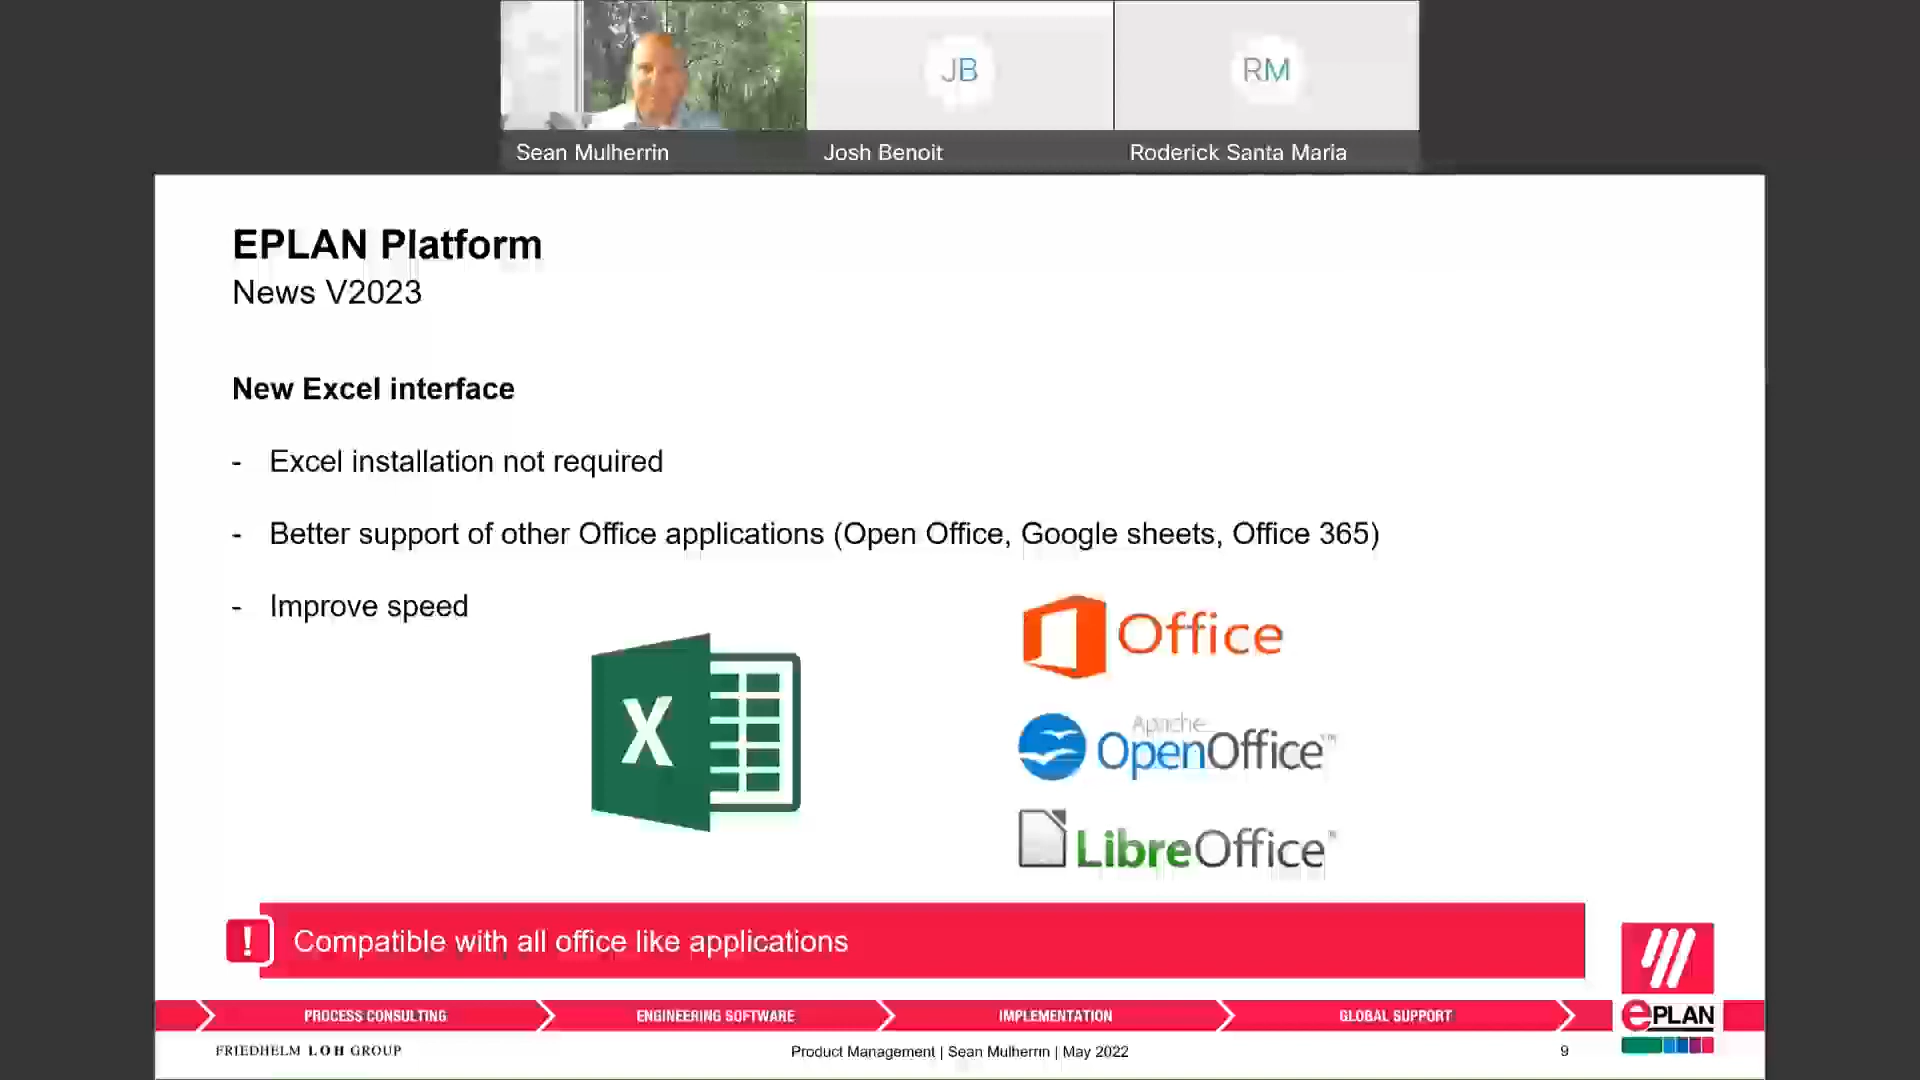 JB
RM
Sean Mulherrin
Josh Benoit
Roderick Santa Maria
EPLAN Platform
News V2023
New Excel interface
- Excel installation not required
- Better support of other Office applications (Open Office, Google sheets, Office 365)
- Improve speed
X
Office
Apache
OpenOffice™
LibreOffice
! Compatible with all office like applications
PROCESS CONSULTING
ENGINEERING SOFTWARE
IMPLEMENTATION
GLOBAL SUPPORT
ePLAN
FRIEDHELM LOH GROUP
Product Management | Sean Mulherrin | May 2022
9